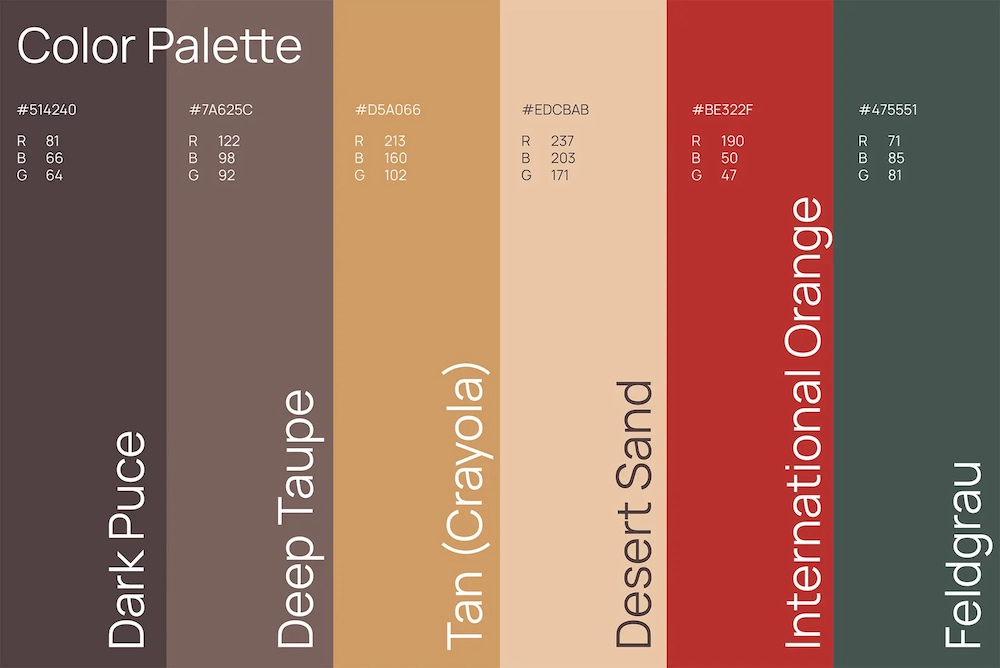 Color Palette
#514240
R 81
B 66
G 64
Dark Puce
#7A625C
R 122
B 98
G 92
Deep Taupe
#D5A066
R 213
B 160
G 102
Tan (Crayola)
#EDCBAB
R 237
B 203
G 171
Desert Sand
#BE322F
R 190
B 50
G 47
International Orange
#475551
R 71
B 85
G 81
Feldgrau